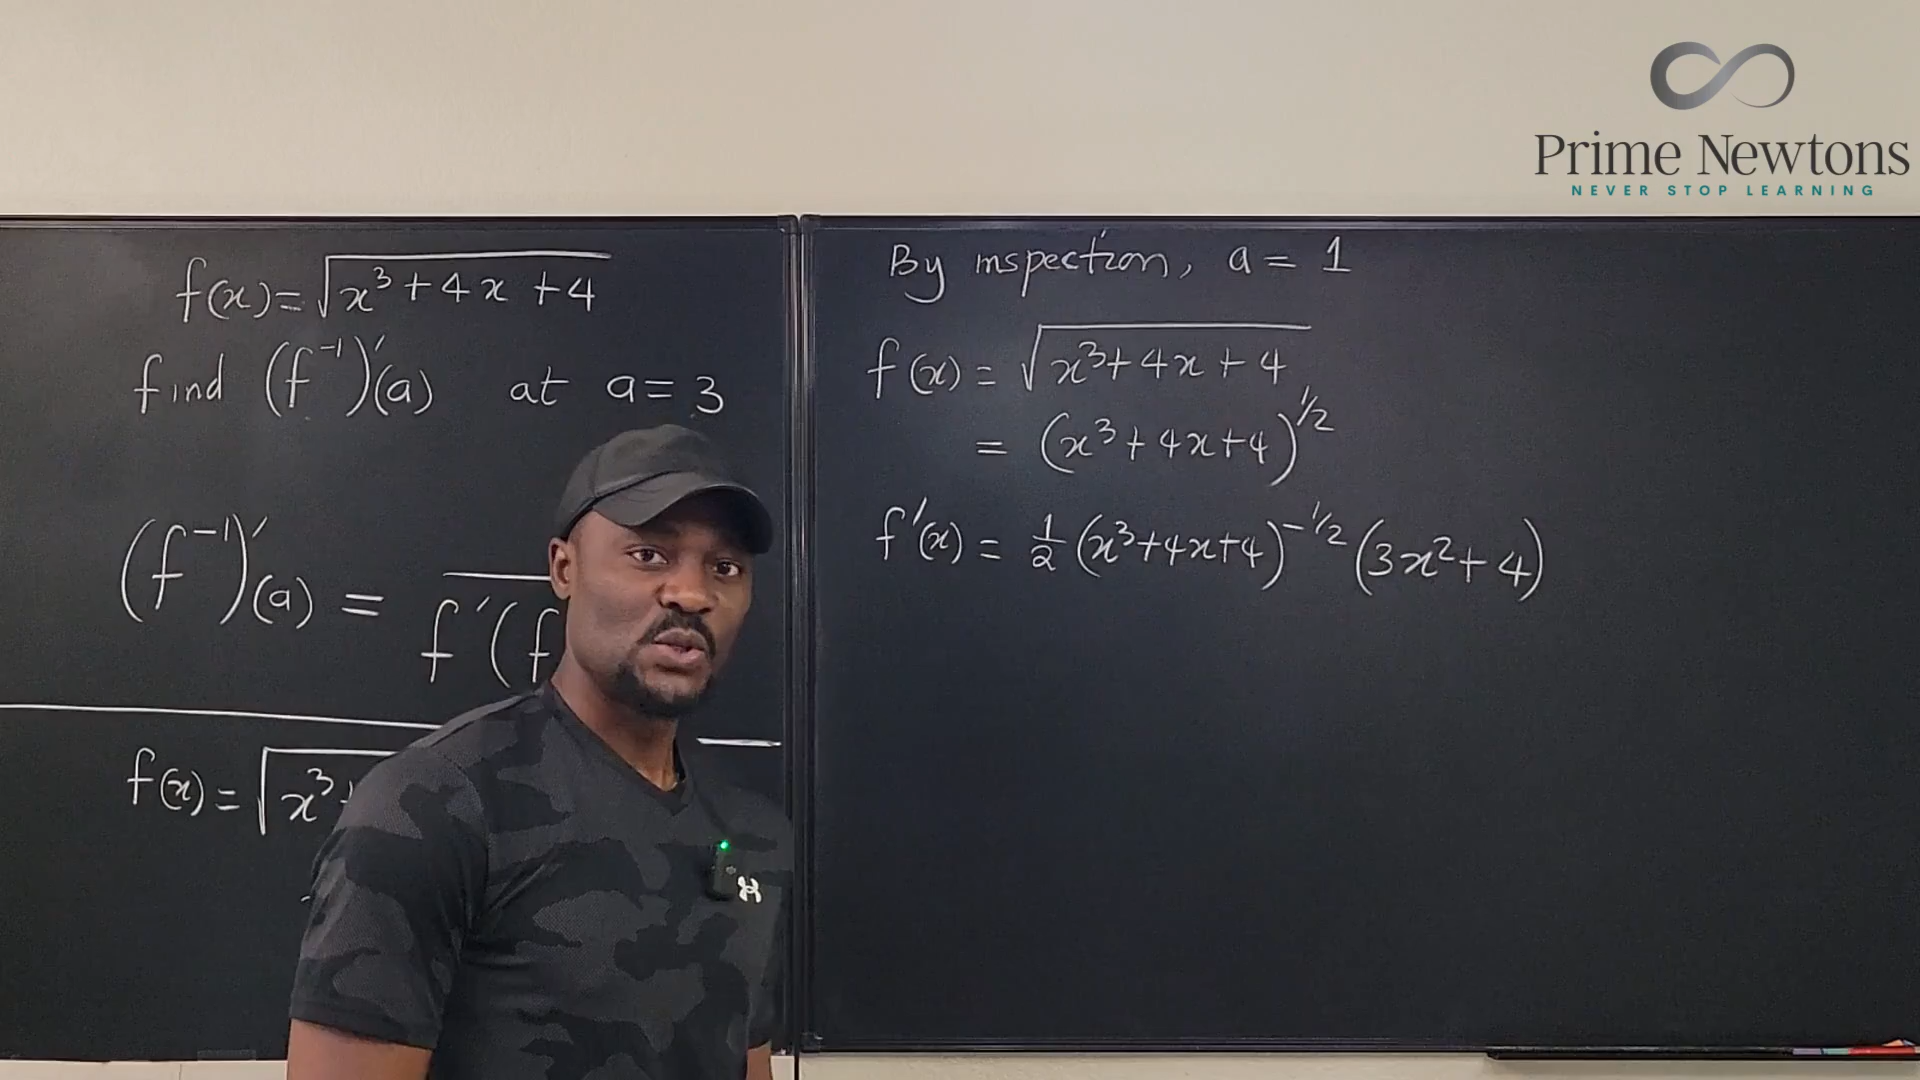 Prime Newtons
NEVER STOP LEARNING
f(x) = √(x³ + 4x + 4)
find (f⁻¹)′(a) at a = 3
(f⁻¹)′(a) = 
f′(f
f(x) = √x³
By inspection, a = 1
f(x) = √(x³ + 4x + 4)
= (x³ + 4x + 4)^½
f′(x) = ½ (x³ + 4x + 4)^-½ (3x² + 4)